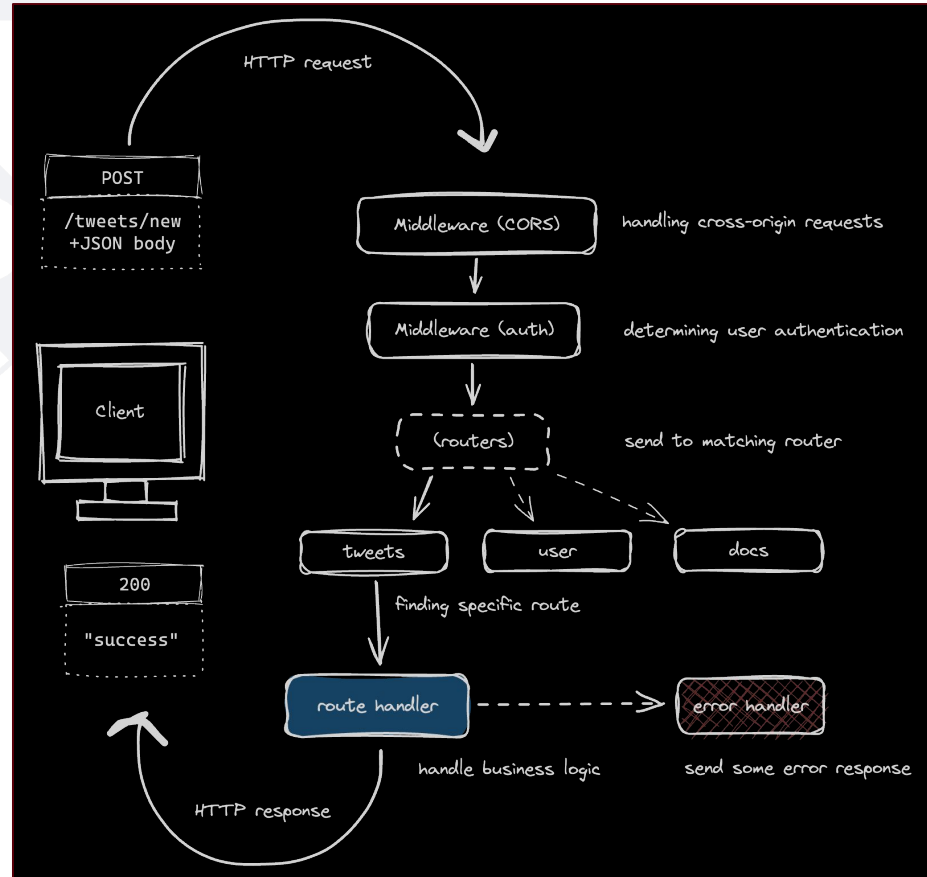 HTTP request
POST
/tweets/new
+JSON body
Middleware (CORS)
handling cross-origin requests
Middleware (auth)
determining user authentication
Client
(routers)
send to matching router
tweets
user
docs
200
finding specific route
"success"
route handler
error handler
handle business logic
send some error response
HTTP response